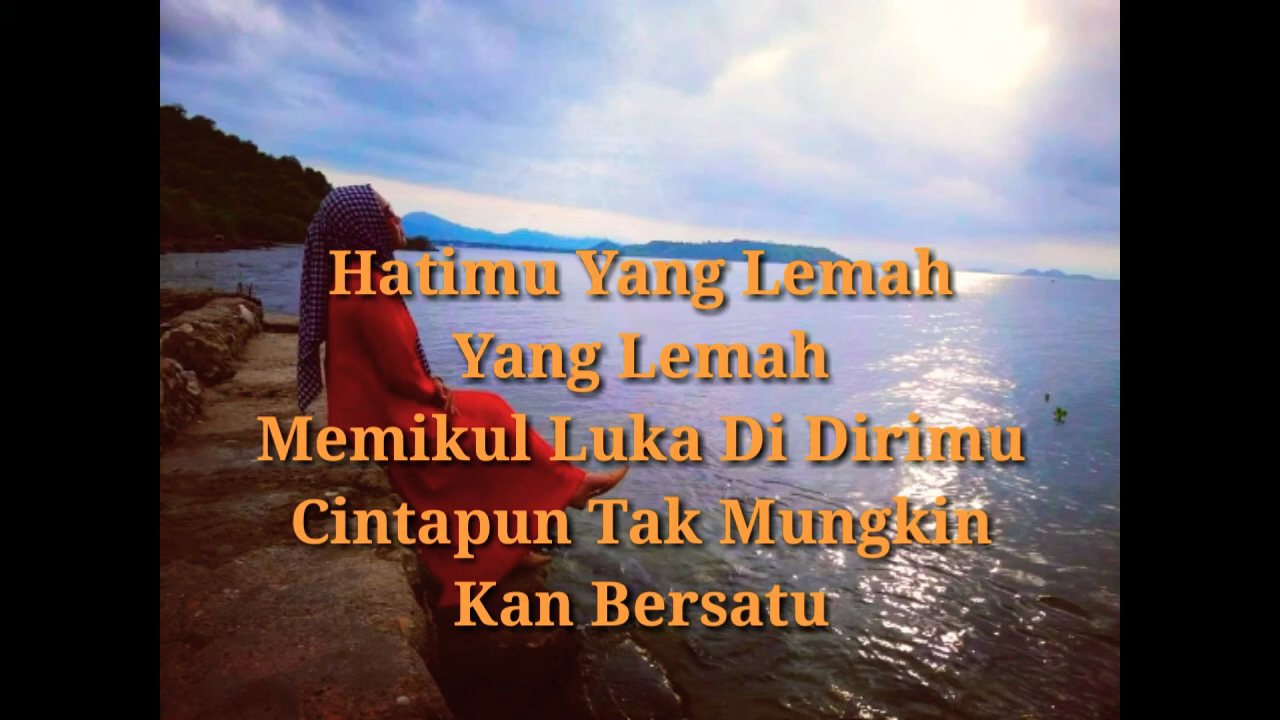 Hatimu Yang Lemah
Yang Lemah
Memikul Luka Di Dirimu
Cintapun Tak Mungkin
Kan Bersatu